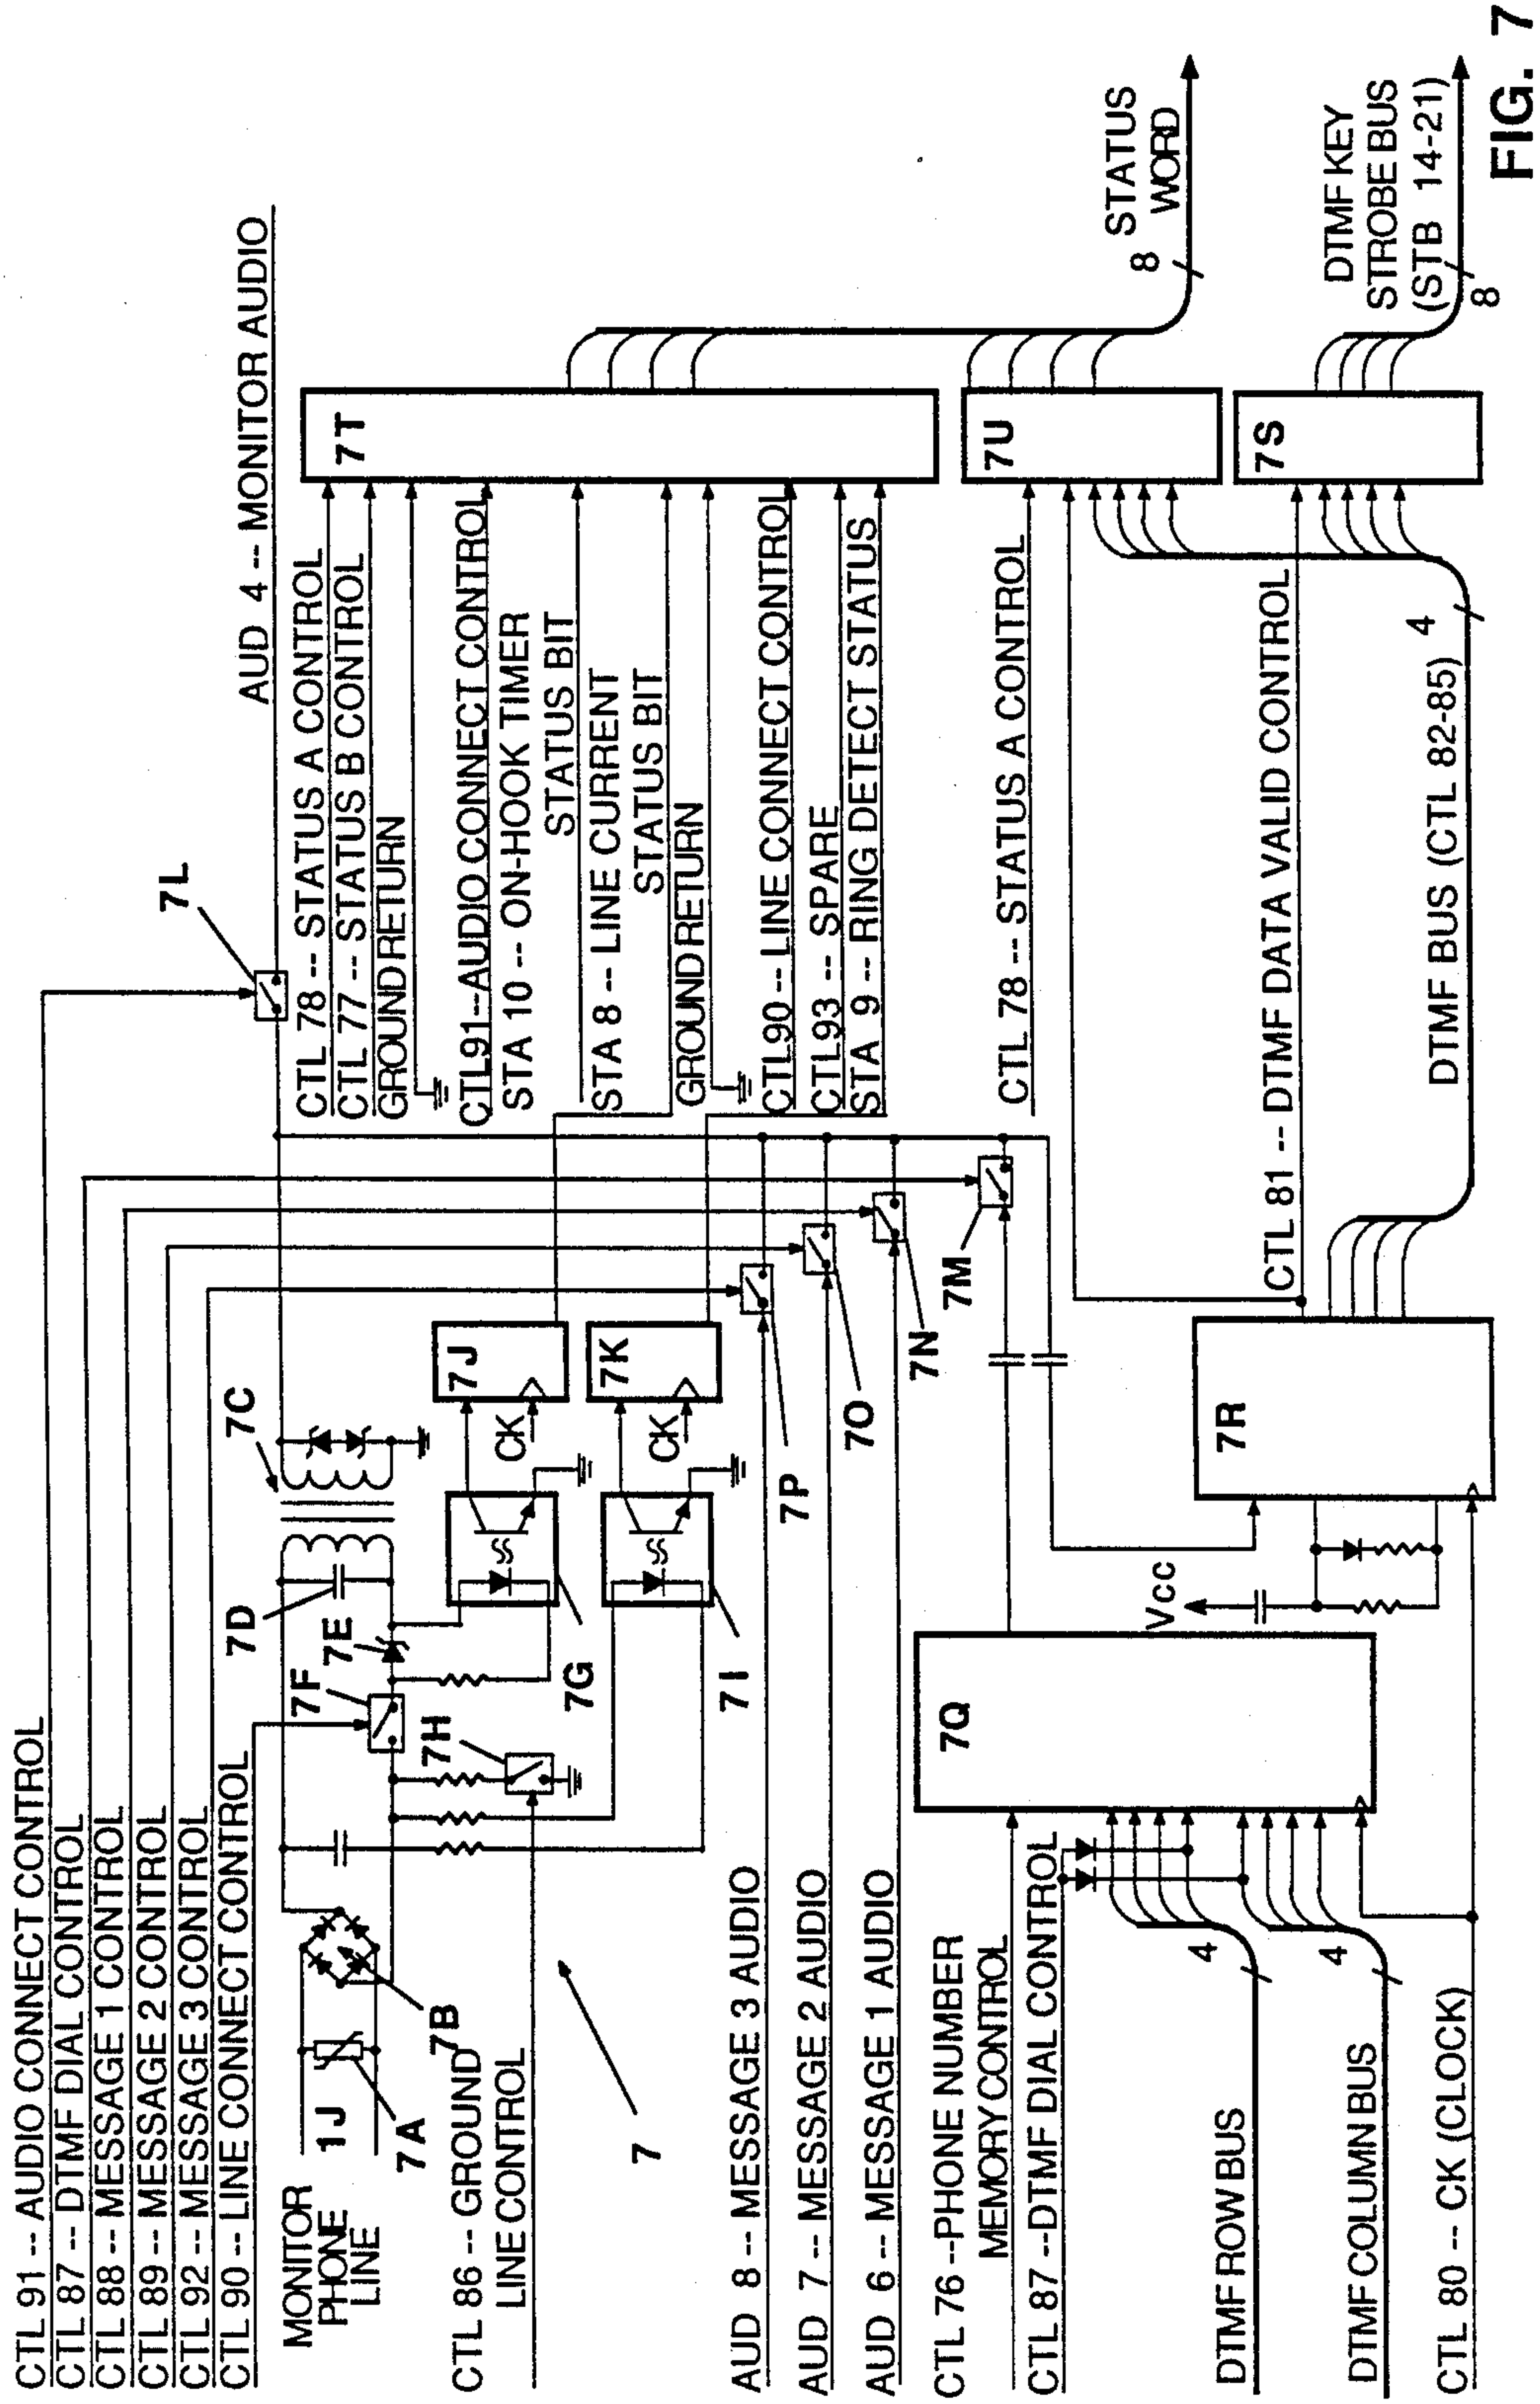 CTL 91 -- AUDIO CONNECT CONTROL
CTL 87 -- DTMF DIAL CONTROL
CTL 88 -- MESSAGE 1 CONTROL
CTL 89 -- MESSAGE 2 CONTROL
CTL 92 -- MESSAGE 3 CONTROL
CTL 90 -- LINE CONNECT CONTROL
MONITOR
PHONE
LINE
1J
7A
7B
7F
7E
7D
7C
7H
7G
7I
7J
CK
7K
CK
7L
AUD 4 -- MONITOR AUDIO
CTL 78 -- STATUS A CONTROL
CTL 77 -- STATUS B CONTROL
GROUND RETURN
CTL91--AUDIO CONNECT CONTROL
STA 10 -- ON-HOOK TIMER
STATUS BIT
STA 8 -- LINE CURRENT
STATUS BIT
GROUND RETURN
CTL90 -- LINE CONNECT CONTROL
CTL93 -- SPARE
STA 9 -- RING DETECT STATUS
7T
CTL 86 -- GROUND
LINE CONTROL
7
AUD 8 -- MESSAGE 3 AUDIO
AUD 7 -- MESSAGE 2 AUDIO
AUD 6 -- MESSAGE 1 AUDIO
7P
7O
7N
7M
CTL 76 --PHONE NUMBER
MEMORY CONTROL
CTL 87 --DTMF DIAL CONTROL
DTMF ROW BUS
4
DTMF COLUMN BUS
4
CTL 80 -- CK (CLOCK)
7Q
Vcc
7R
CTL 78 -- STATUS A CONTROL
CTL 81 -- DTMF DATA VALID CONTROL
DTMF BUS (CTL 82-85)
4
7U
7S
STATUS
WORD
8
DTMF KEY
STROBE BUS
(STB 14-21)
8
FIG. 7